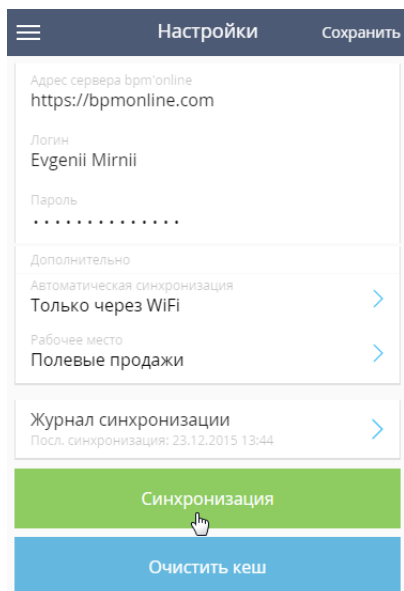 Настройки
Сохранить
Адрес сервера bpm'online
https://bpmonline.com
Логин
Evgenii Mirnii
Пароль
••••••••••••••
Дополнительно
Автоматическая синхронизация
Только через WiFi
Рабочее место
Полевые продажи
Журнал синхронизации
Посл. синхронизация: 23.12.2015 13:44
Синхронизация
Очистить кеш